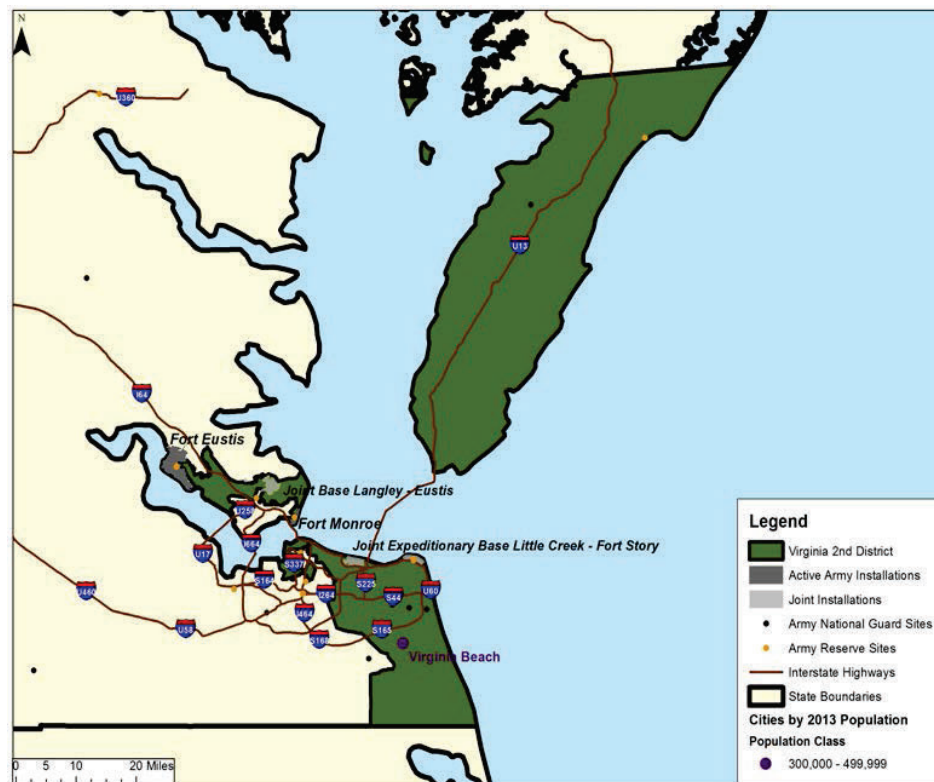 N
U360
U13
I64
Fort Eustis
Joint Base Langley - Eustis
U258
Fort Monroe
U17
I664
Joint Expeditionary Base Little Creek - Fort Story
S337
S164
S225
U460
I264
S44
U60
I464
U58
S165
S168
Virginia Beach
0 5 10 20 Miles
Legend
Virginia 2nd District
Active Army Installations
Joint Installations
Army National Guard Sites
Army Reserve Sites
Interstate Highways
State Boundaries
Cities by 2013 Population
Population Class
300,000 - 499,999